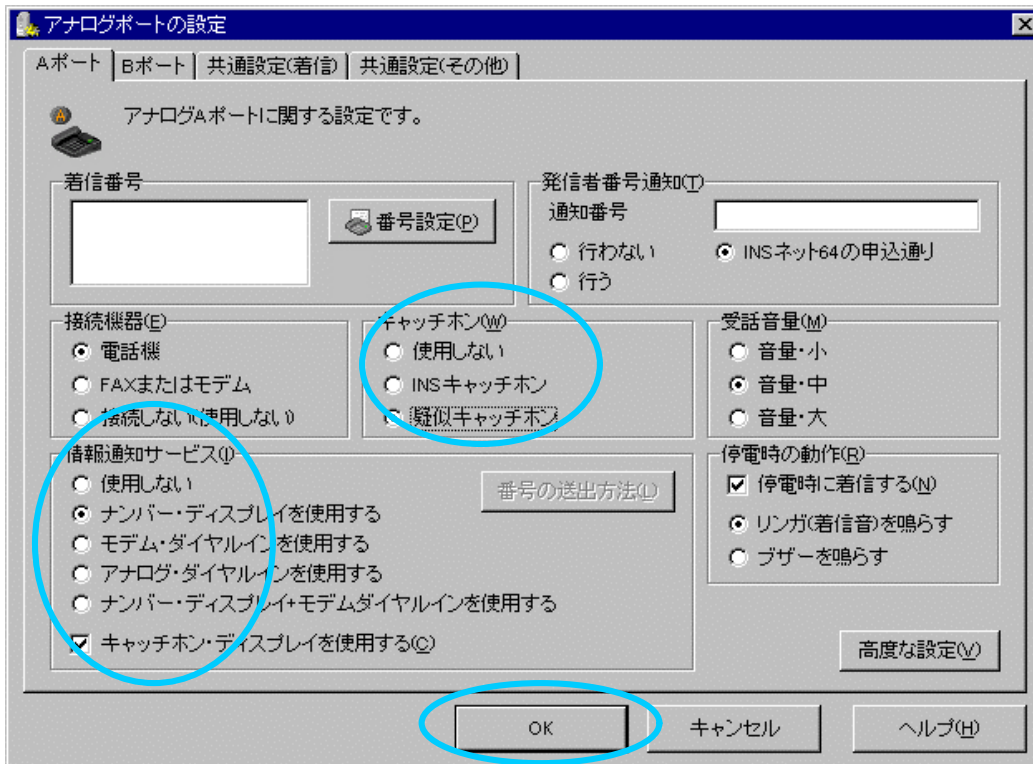 アナログポートの設定
Aポート Bポート 共通設定(着信) 共通設定(その他)
アナログAポートに関する設定です。
着信番号
番号設定(P)
発信者番号通知(T)
通知番号
行わない
INSネット64の申込通り
行う
接続機器(E)
電話機
FAXまたはモデム
接続しない(使用しない)
キャッチホン(W)
使用しない
INSキャッチホン
疑似キャッチホン
受話音量(M)
音量・小
音量・中
音量・大
情報通知サービス(I)
使用しない
番号の送出方法(L)
ナンバー・ディスプレイを使用する
モデム・ダイヤルインを使用する
アナログ・ダイヤルインを使用する
ナンバー・ディスプレイ+モデムダイヤルインを使用する
キャッチホン・ディスプレイを使用する(C)
停電時の動作(R)
停電時に着信する(N)
リンガ(着信音)を鳴らす
ブザーを鳴らす
高度な設定(V)
OK キャンセル ヘルプ(H)